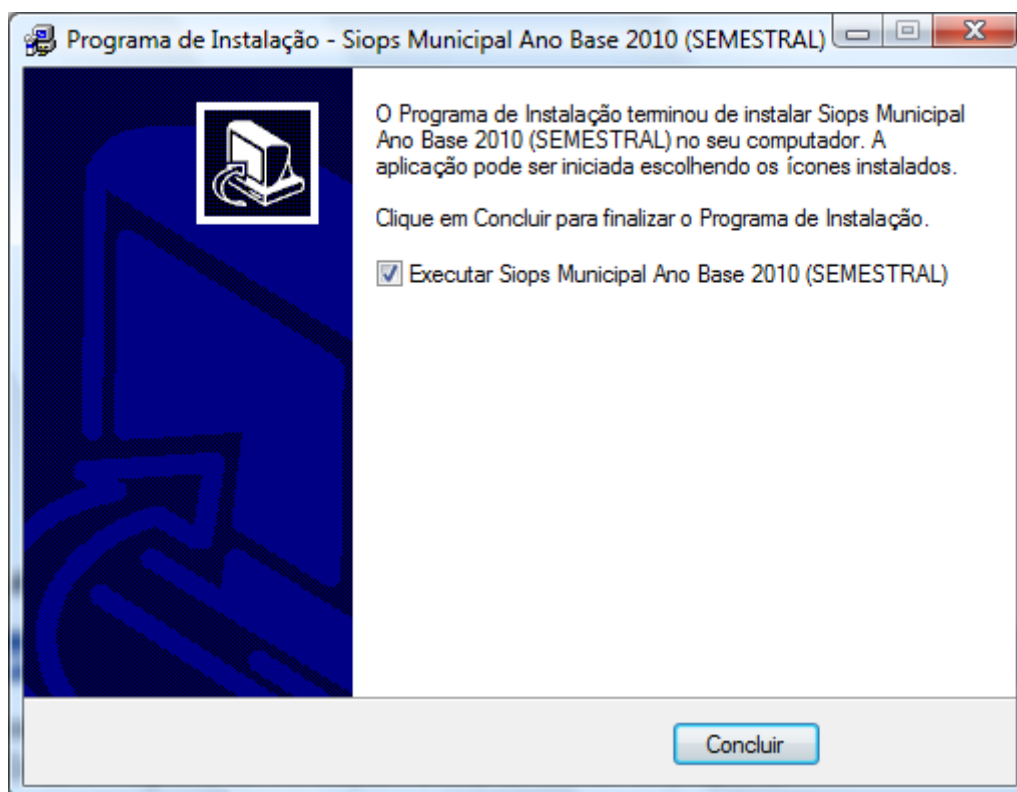 Programa de Instalação - Siops Municipal Ano Base 2010 (SEMESTRAL)
O Programa de Instalação terminou de instalar Siops Municipal
Ano Base 2010 (SEMESTRAL) no seu computador. A
aplicação pode ser iniciada escolhendo os ícones instalados.
Clique em Concluir para finalizar o Programa de Instalação.
Executar Siops Municipal Ano Base 2010 (SEMESTRAL)
Concluir